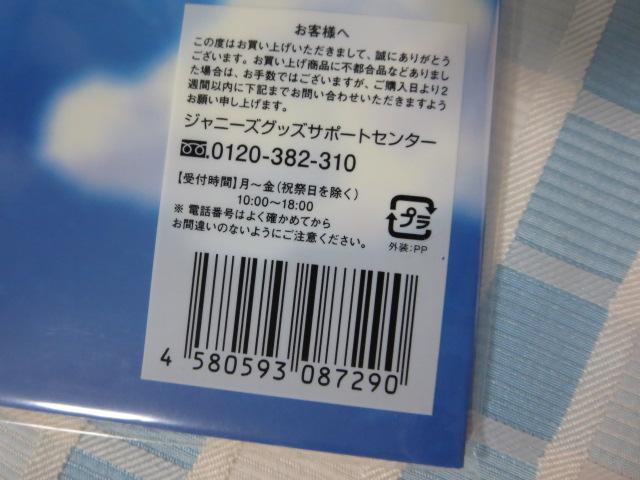 お客様へ
この度はお買い上げいただきまして、誠にありがとう
ございます。お買い上げ商品に不都合品などありまし
た場合は、お手数ではございますが、ご購入日より2
週間以内に下記までお問い合わせいただきますよう
お願い申し上げます。
ジャニーズグッズサポートセンター
0120-382-310
【受付時間】月～金(祝祭日を除く)
10:00～18:00
※ 電話番号はよく確かめてから
お間違いのないようにご注意ください。
プラ
外装:PP
4 580593 087290